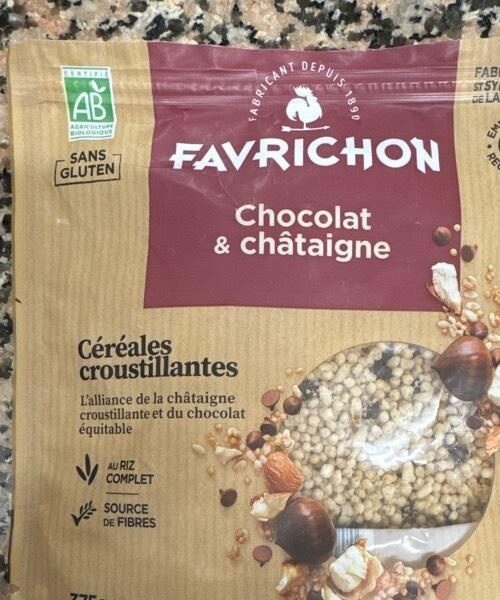 CERTIFIÉ
AB
AGRICULTURE
BIOLOGIQUE
SANS
GLUTEN
FABRICANT DEPUIS 1890
FAVRICHON
Chocolat
& châtaigne
Céréales
croustillantes
L'alliance de la châtaigne
croustillante et du chocolat
équitable
AU RIZ
COMPLET
SOURCE
DE FIBRES